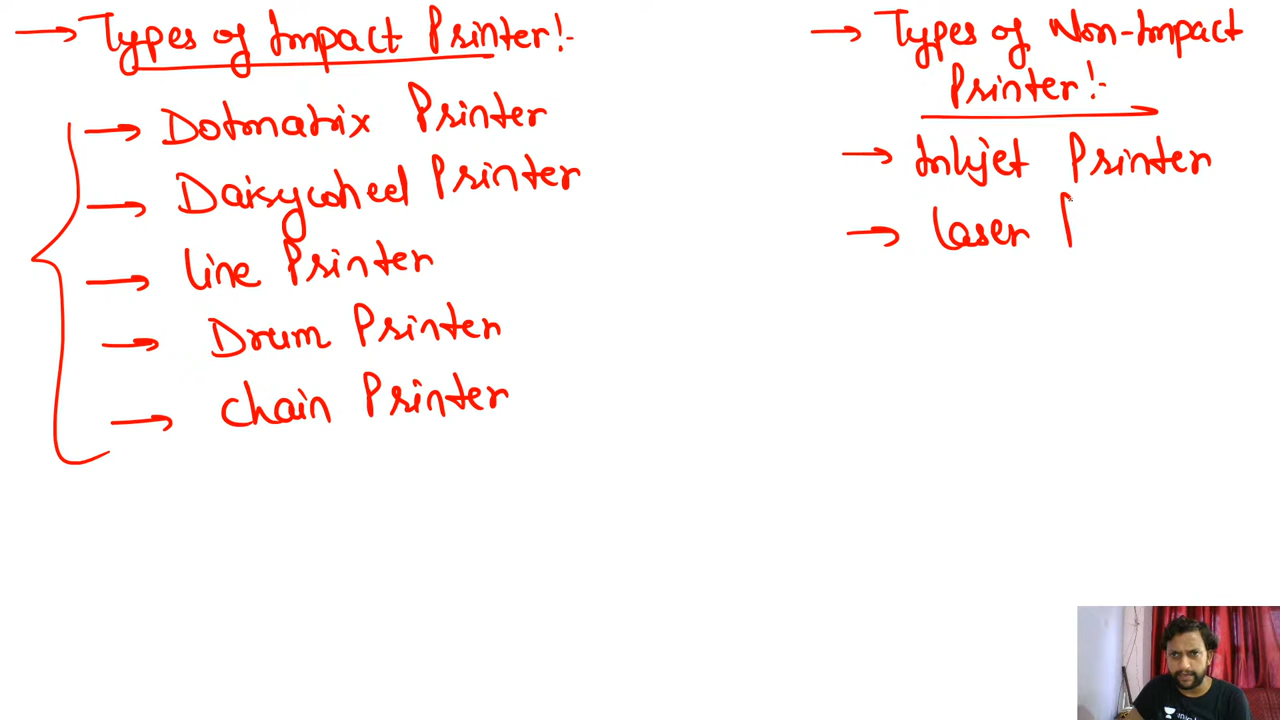 → Types of Impact Printer!-
→ Dotmatrix Printer
→ Daisywheel Printer
→ Line Printer
→ Drum Printer
→ Chain Printer
→ Types of Non-Impact
Printer!-
→ Inkjet Printer
→ Laser P